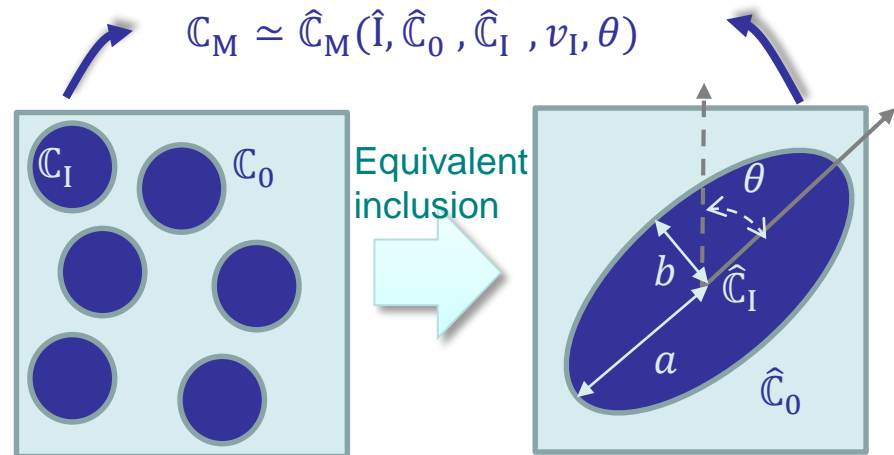 ℂ_M ≃ ℂ̂_M(Î, ℂ̂_0 , ℂ̂_I , v_I, θ)
ℂ_I
ℂ_0
Equivalent
inclusion
θ
b
ℂ̂_I
a
ℂ̂_0